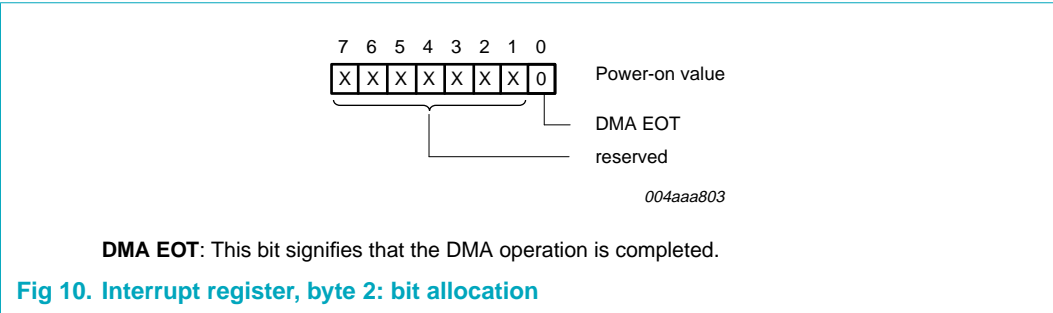 7 6 5 4 3 2 1 0
X X X X X X X 0 Power-on value
DMA EOT
reserved
004aaa803
DMA EOT: This bit signifies that the DMA operation is completed.
Fig 10. Interrupt register, byte 2: bit allocation